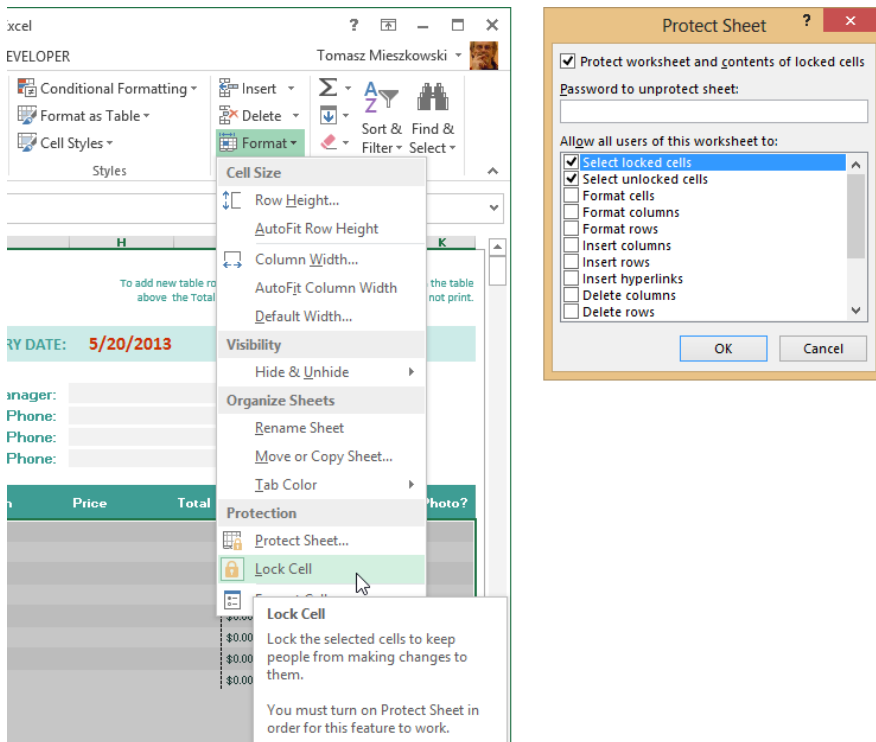 Excel
EVELOPER
Tomasz Mieszkowski
Conditional Formatting
Format as Table
Cell Styles
Styles
Insert
Delete
Format
Sort & Find &
Filter Select
Cell Size
Row Height...
AutoFit Row Height
Column Width...
AutoFit Column Width
Default Width...
Visibility
Hide & Unhide
Organize Sheets
Rename Sheet
Move or Copy Sheet...
Tab Color
Protection
Protect Sheet...
Lock Cell
H
K
To add new table ro
above the Total
the table
not print.
RY DATE: 5/20/2013
anager:
Phone:
Phone:
Phone:
n Price Total Photo?
$0.00
$0.00
$0.00
Lock Cell
Lock the selected cells to keep
people from making changes to
them.
You must turn on Protect Sheet in
order for this feature to work.
Protect Sheet
Protect worksheet and contents of locked cells
Password to unprotect sheet:
Allow all users of this worksheet to:
Select locked cells
Select unlocked cells
Format cells
Format columns
Format rows
Insert columns
Insert rows
Insert hyperlinks
Delete columns
Delete rows
OK Cancel